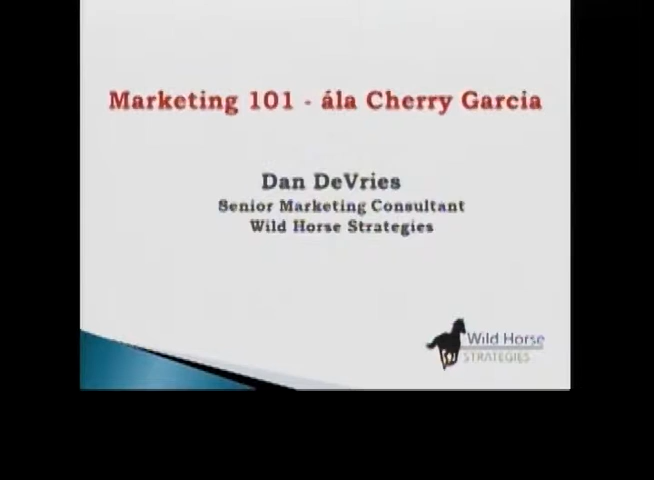 Marketing 101 - ála Cherry Garcia
Dan DeVries
Senior Marketing Consultant
Wild Horse Strategies
Wild Horse
STRATEGIES